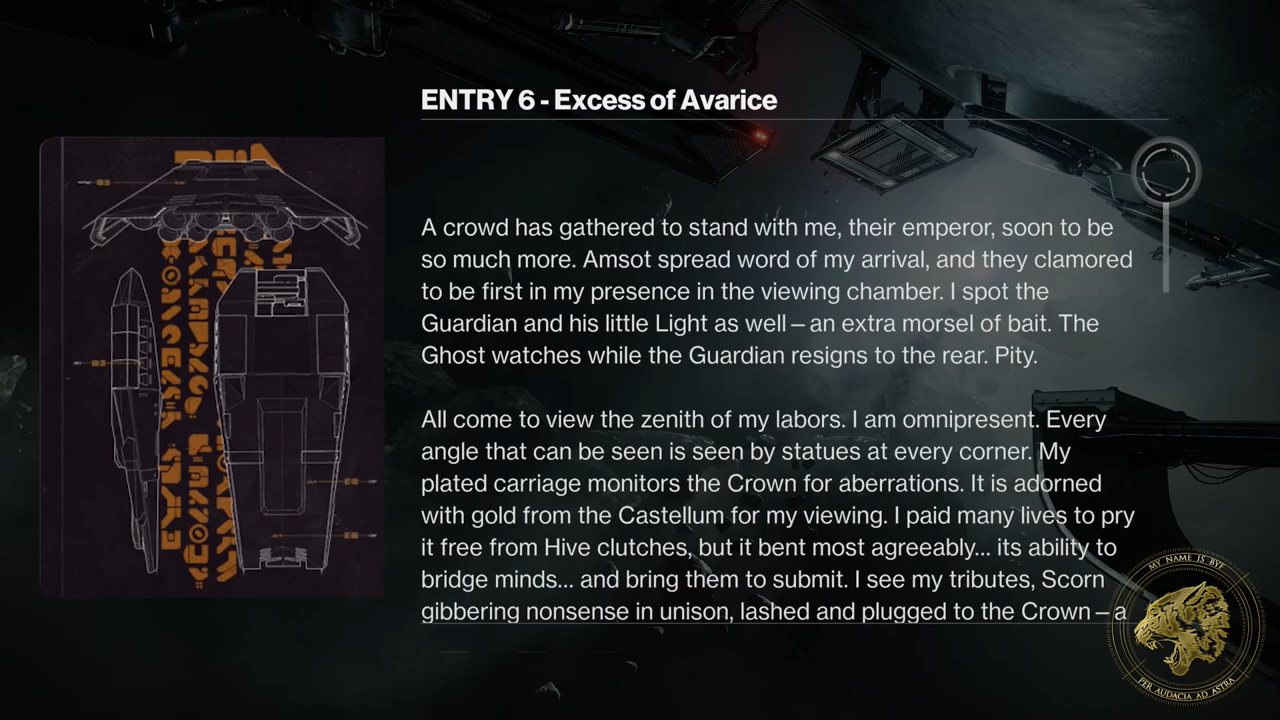 ENTRY 6 - Excess of Avarice
A crowd has gathered to stand with me, their emperor, soon to be
so much more. Amsot spread word of my arrival, and they clamored
to be first in my presence in the viewing chamber. I spot the
Guardian and his little Light as well – an extra morsel of bait. The
Ghost watches while the Guardian resigns to the rear. Pity.
All come to view the zenith of my labors. I am omnipresent. Every
angle that can be seen is seen by statues at every corner. My
plated carriage monitors the Crown for aberrations. It is adorned
with gold from the Castellum for my viewing. I paid many lives to pry
it free from Hive clutches, but it bent most agreeably... its ability to
bridge minds... and bring them to submit. I see my tributes, Scorn
gibbering nonsense in unison, lashed and plugged to the Crown – a
MY NAME IS BYF
PER AUDACIA AD ASTRA